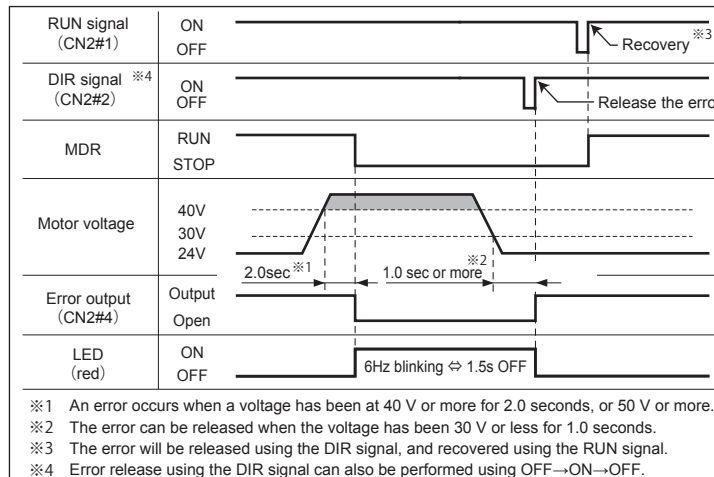 RUN signal
（CN2#1）
ON
OFF
Recovery ※3
DIR signal ※4
（CN2#2）
ON
OFF
Release the erro
MDR
RUN
STOP
Motor voltage
40V
30V
24V
2.0sec ※1
1.0 sec or more ※2
Error output
（CN2#4）
Output
Open
LED
（red）
ON
OFF
6Hz blinking ⇔ 1.5s OFF
※1 An error occurs when a voltage has been at 40 V or more for 2.0 seconds, or 50 V or more.
※2 The error can be released when the voltage has been 30 V or less for 1.0 seconds.
※3 The error will be released using the DIR signal, and recovered using the RUN signal.
※4 Error release using the DIR signal can also be performed using OFF→ON→OFF.